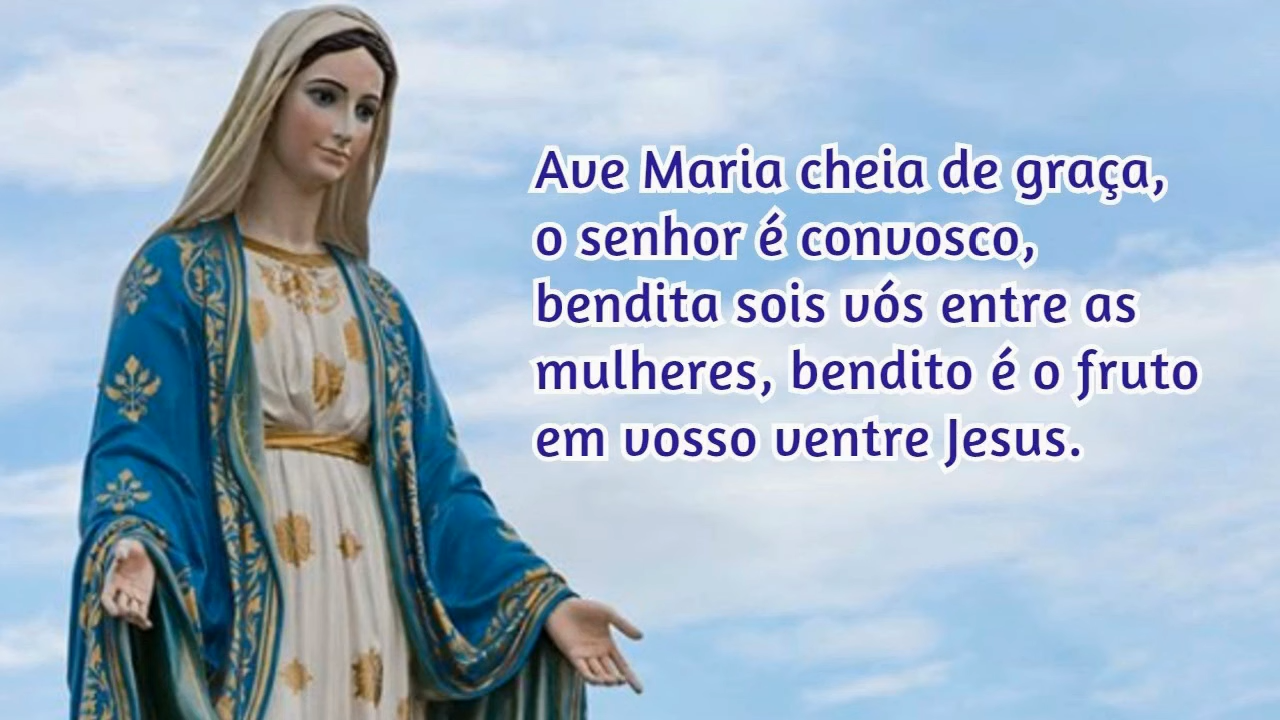 Ave Maria cheia de graça,
o senhor é convosco,
bendita sois vós entre as
mulheres, bendito é o fruto
em vosso ventre Jesus.